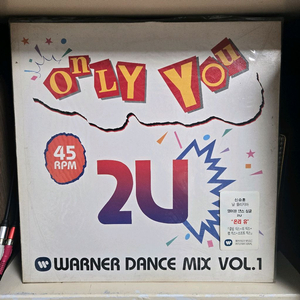 Only You
45
RPM
2U
WARNER DANCE MIX VOL.1